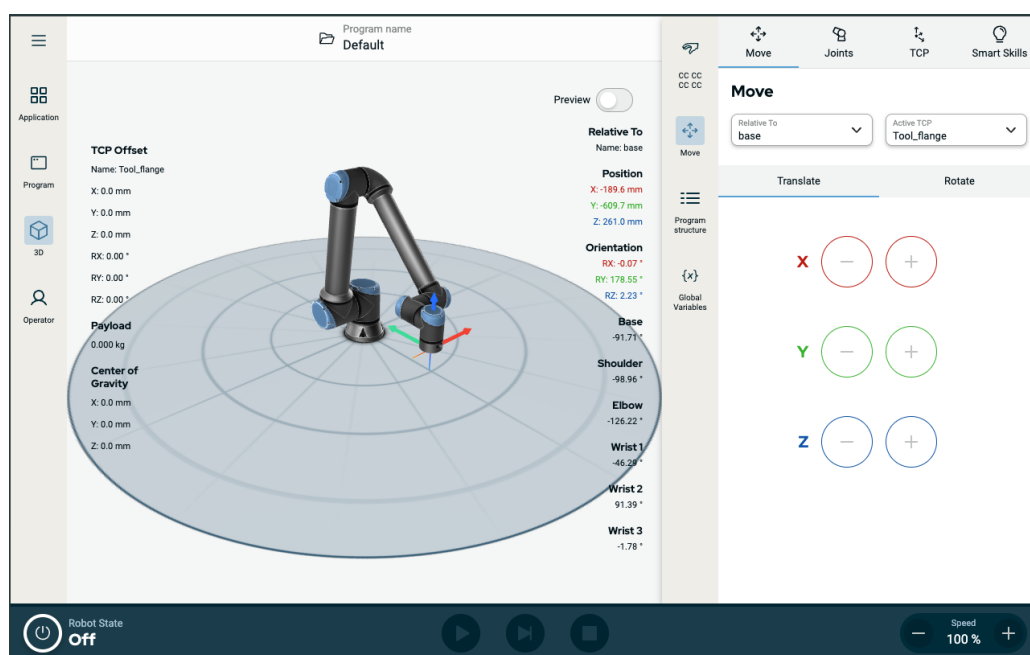 Program name
Default
Application
Program
3D
Operator
Preview
TCP Offset
Name: Tool_flange
X: 0.0 mm
Y: 0.0 mm
Z: 0.0 mm
RX: 0.00 °
RY: 0.00 °
RZ: 0.00 °
Payload
0.000 kg
Center of
Gravity
X: 0.0 mm
Y: 0.0 mm
Z: 0.0 mm
Relative To
Name: base
Position
X: -189.6 mm
Y: -609.7 mm
Z: 261.0 mm
Orientation
RX: -0.07 °
RY: 178.55 °
RZ: 2.23 °
Base
-91.71 °
Shoulder
-98.96 °
Elbow
-126.22 °
Wrist 1
-46.29 °
Wrist 2
91.39 °
Wrist 3
-1.78 °
CC CC
CC CC
Move
Program
structure
{x}
Global
Variables
Move
Joints
TCP
Smart Skills
Move
Relative To
base
Active TCP
Tool_flange
Translate
Rotate
X − +
Y − +
Z − +
Robot State
Off
Speed
− 100 % +